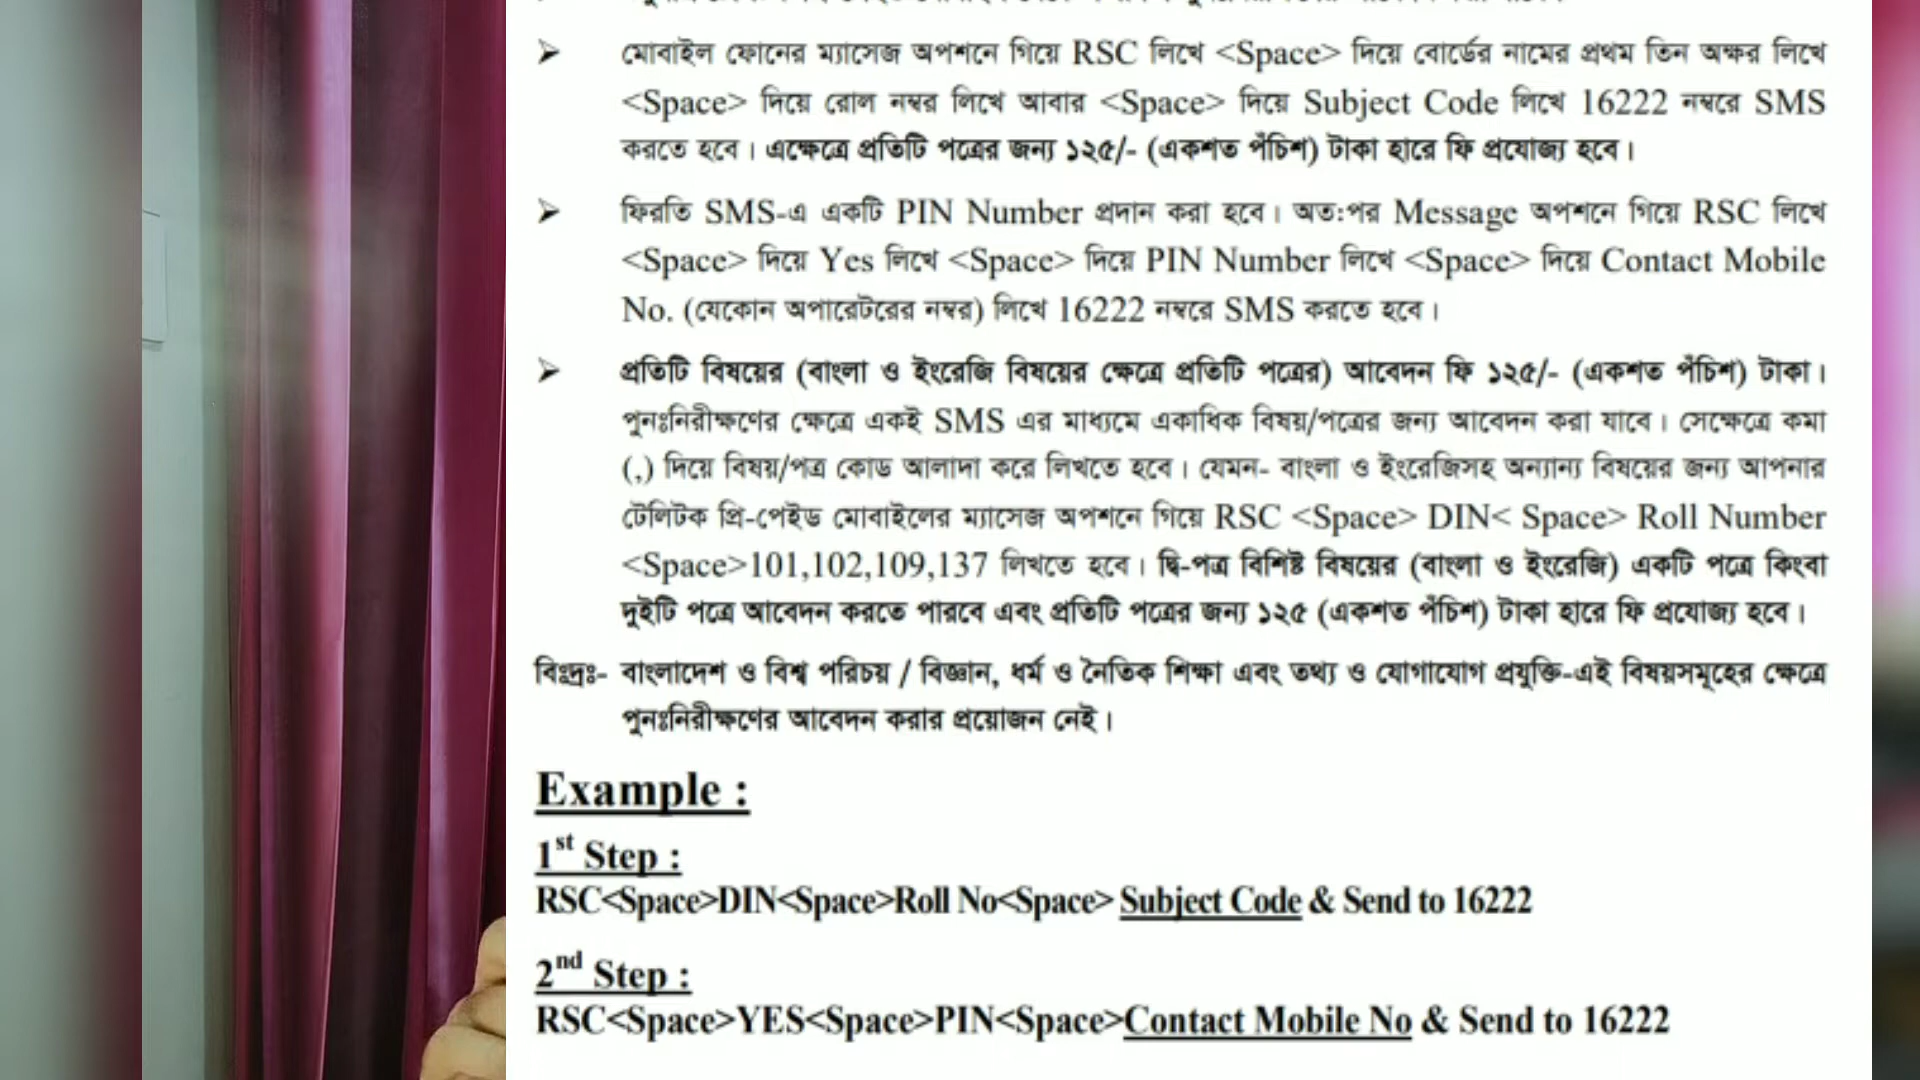 ➢ মোবাইল ফোনের ম্যাসেজ অপশনে গিয়ে RSC লিখে <Space> দিয়ে বোর্ডের নামের প্রথম তিন অক্ষর লিখে
<Space> দিয়ে রোল নম্বর লিখে আবার <Space> দিয়ে Subject Code লিখে 16222 নম্বরে SMS
করতে হবে। এক্ষেত্রে প্রতিটি পত্রের জন্য ১২৫/- (একশত পঁচিশ) টাকা হারে ফি প্রযোজ্য হবে।
➢ ফিরতি SMS-এ একটি PIN Number প্রদান করা হবে। অত:পর Message অপশনে গিয়ে RSC লিখে
<Space> দিয়ে Yes লিখে <Space> দিয়ে PIN Number লিখে <Space> দিয়ে Contact Mobile
No. (যেকোন অপারেটরের নম্বর) লিখে 16222 নম্বরে SMS করতে হবে।
➢ প্রতিটি বিষয়ের (বাংলা ও ইংরেজি বিষয়ের ক্ষেত্রে প্রতিটি পত্রের) আবেদন ফি ১২৫/- (একশত পঁচিশ) টাকা।
পুনঃনিরীক্ষণের ক্ষেত্রে একই SMS এর মাধ্যমে একাধিক বিষয়/পত্রের জন্য আবেদন করা যাবে। সেক্ষেত্রে কমা
(,) দিয়ে বিষয়/পত্র কোড আলাদা করে লিখতে হবে। যেমন- বাংলা ও ইংরেজিসহ অন্যান্য বিষয়ের জন্য আপনার
টেলিটক প্রি-পেইড মোবাইলের ম্যাসেজ অপশনে গিয়ে RSC <Space> DIN< Space> Roll Number
<Space>101,102,109,137 লিখতে হবে। দ্বি-পত্র বিশিষ্ট বিষয়ের (বাংলা ও ইংরেজি) একটি পত্রে কিংবা
দুইটি পত্রে আবেদন করতে পারবে এবং প্রতিটি পত্রের জন্য ১২৫ (একশত পঁচিশ) টাকা হারে ফি প্রযোজ্য হবে।
বিঃদ্রঃ- বাংলাদেশ ও বিশ্ব পরিচয় / বিজ্ঞান, ধর্ম ও নৈতিক শিক্ষা এবং তথ্য ও যোগাযোগ প্রযুক্তি-এই বিষয়সমূহের ক্ষেত্রে
পুনঃনিরীক্ষণের আবেদন করার প্রয়োজন নেই।
Example :
1st Step :
RSC<Space>DIN<Space>Roll No<Space> Subject Code & Send to 16222
2nd Step :
RSC<Space>YES<Space>PIN<Space>Contact Mobile No & Send to 16222